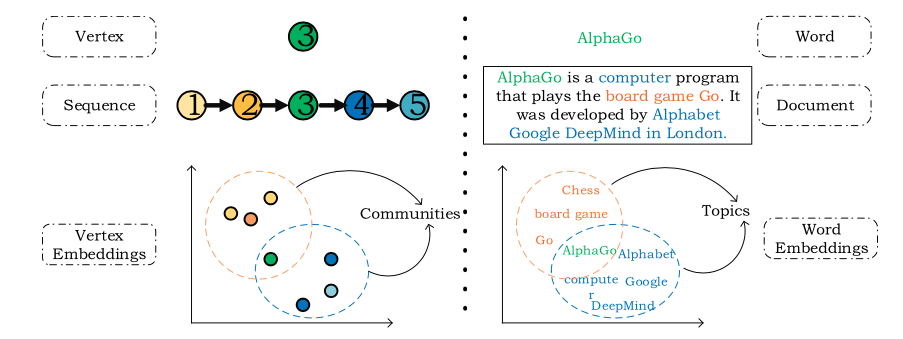 Vertex
3
AlphaGo
Word
Sequence
1 2 3 4 5
AlphaGo is a computer program
that plays the board game Go. It
was developed by Alphabet
Google DeepMind in London.
Document
Vertex
Embeddings
Communities
Chess
board game
Go
AlphaGo
Alphabet
compute
r
Google
DeepMind
Topics
Word
Embeddings